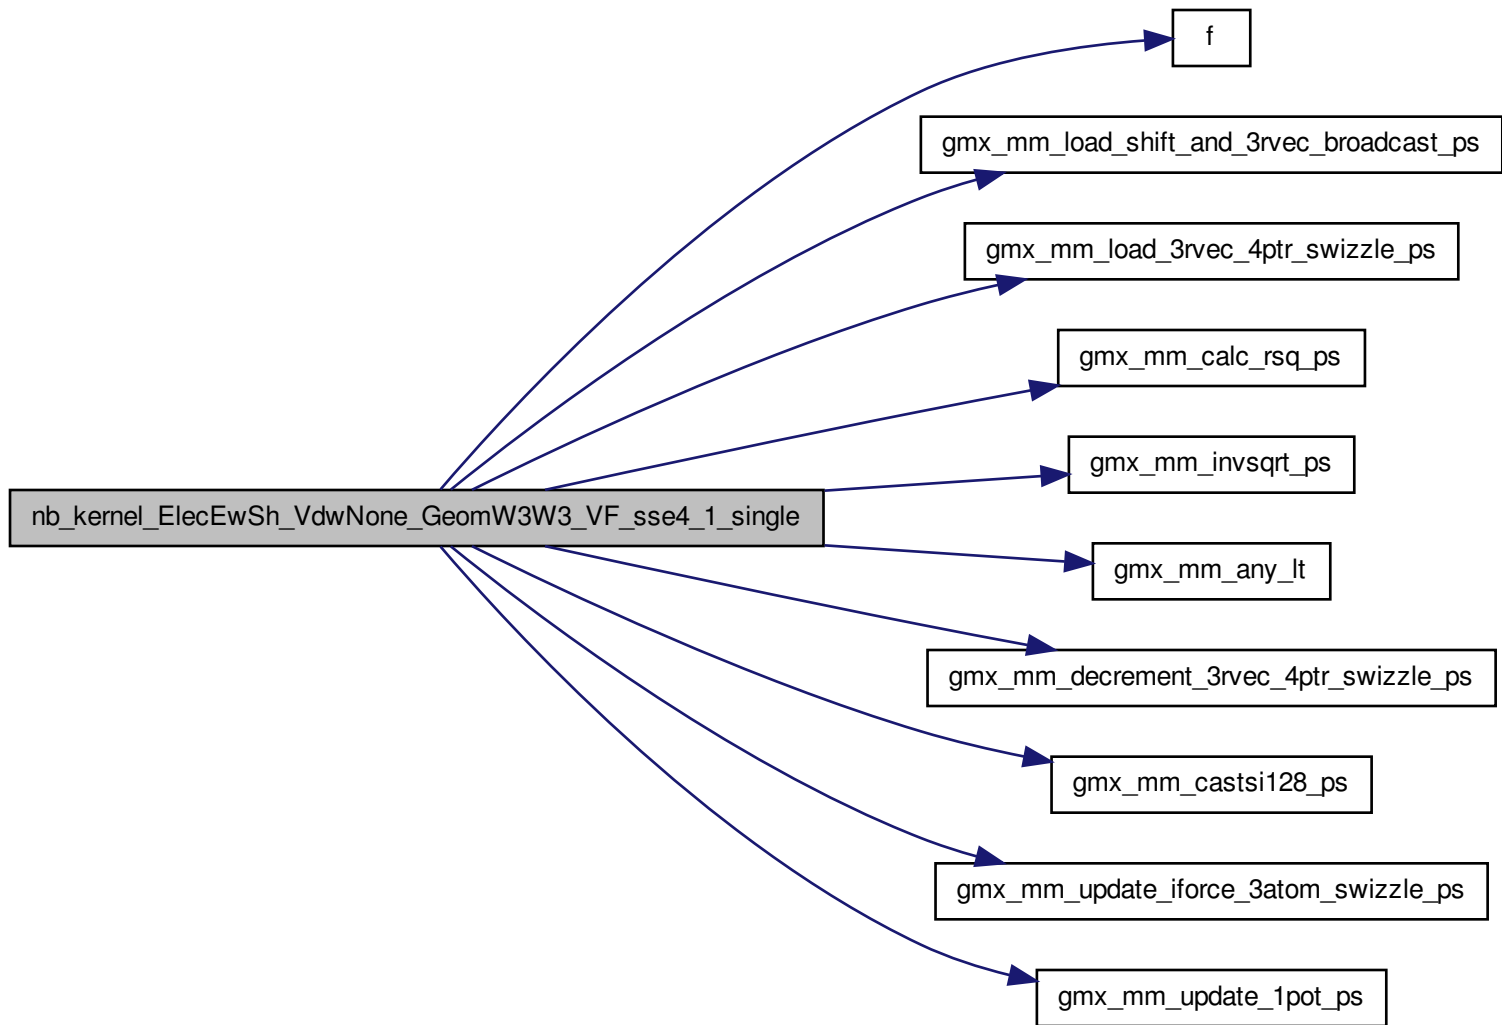 f
gmx_mm_load_shift_and_3rvec_broadcast_ps
gmx_mm_load_3rvec_4ptr_swizzle_ps
gmx_mm_calc_rsq_ps
gmx_mm_invsqrt_ps
nb_kernel_ElecEwSh_VdwNone_GeomW3W3_VF_sse4_1_single
gmx_mm_any_lt
gmx_mm_decrement_3rvec_4ptr_swizzle_ps
gmx_mm_castsi128_ps
gmx_mm_update_iforce_3atom_swizzle_ps
gmx_mm_update_1pot_ps